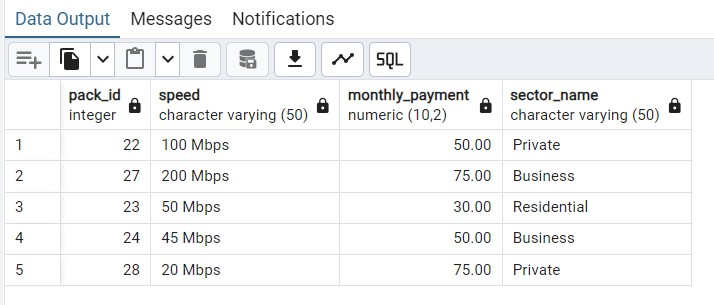 Data Output Messages Notifications
SQL
pack_id speed monthly_payment sector_name
integer character varying (50) numeric (10,2) character varying (50)
1 22 100 Mbps 50.00 Private
2 27 200 Mbps 75.00 Business
3 23 50 Mbps 30.00 Residential
4 24 45 Mbps 50.00 Business
5 28 20 Mbps 75.00 Private